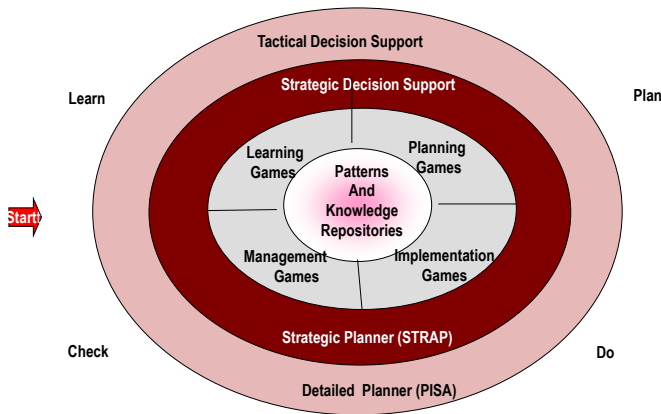 Tactical Decision Support
Strategic Decision Support
Learn
Plan
Learning
Games
Planning
Games
Patterns
And
Knowledge
Repositories
Start!
Management
Games
Implementation
Games
Strategic Planner (STRAP)
Check
Do
Detailed Planner (PISA)